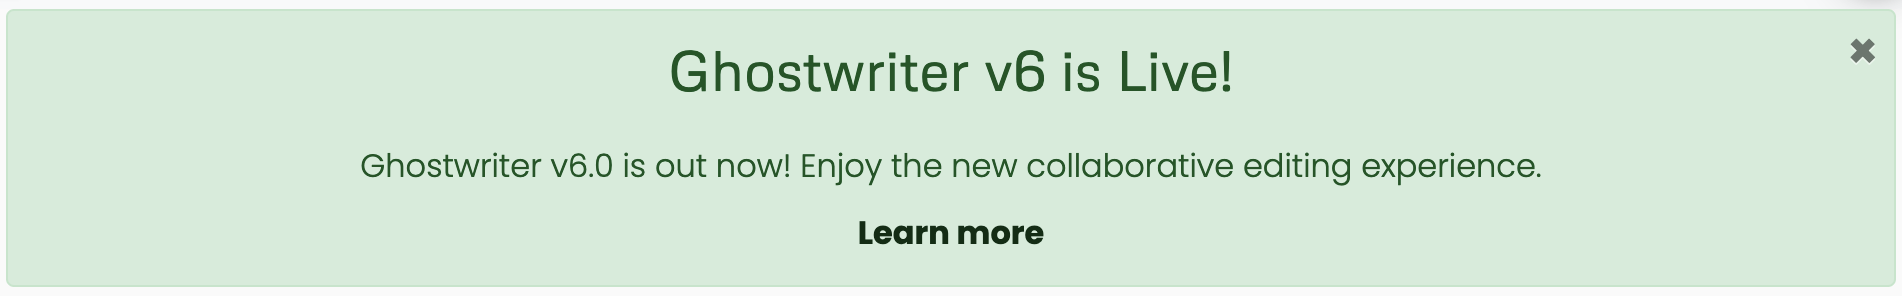 Ghostwriter v6 is Live!
Ghostwriter v6.0 is out now! Enjoy the new collaborative editing experience.
Learn more